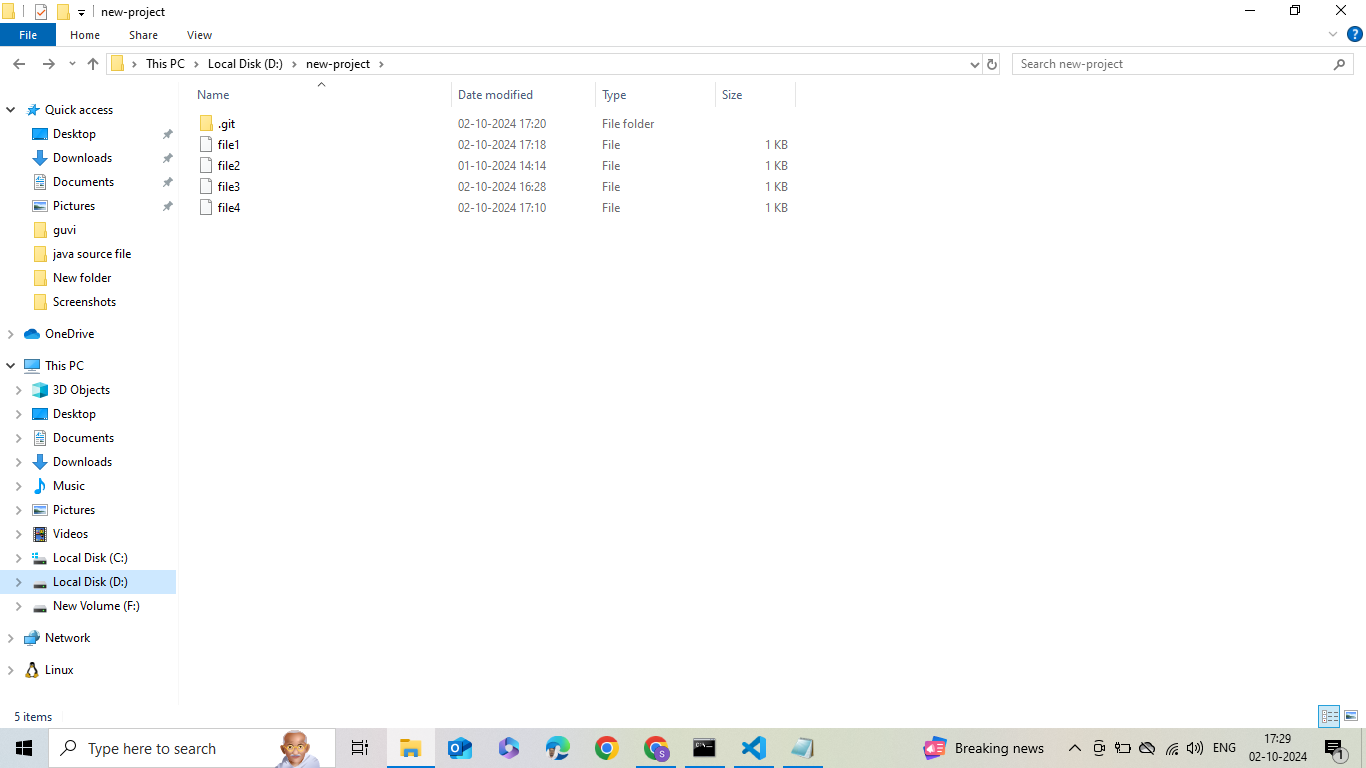 new-project
File Home Share View
This PC Local Disk (D:) new-project
Search new-project
Name Date modified Type Size
.git 02-10-2024 17:20 File folder
file1 02-10-2024 17:18 File 1 KB
file2 01-10-2024 14:14 File 1 KB
file3 02-10-2024 16:28 File 1 KB
file4 02-10-2024 17:10 File 1 KB
Quick access
Desktop
Downloads
Documents
Pictures
guvi
java source file
New folder
Screenshots
OneDrive
This PC
3D Objects
Desktop
Documents
Downloads
Music
Pictures
Videos
Local Disk (C:)
Local Disk (D:)
New Volume (F:)
Network
Linux
5 items
Type here to search
S
Breaking news
ENG
17:29
02-10-2024
1